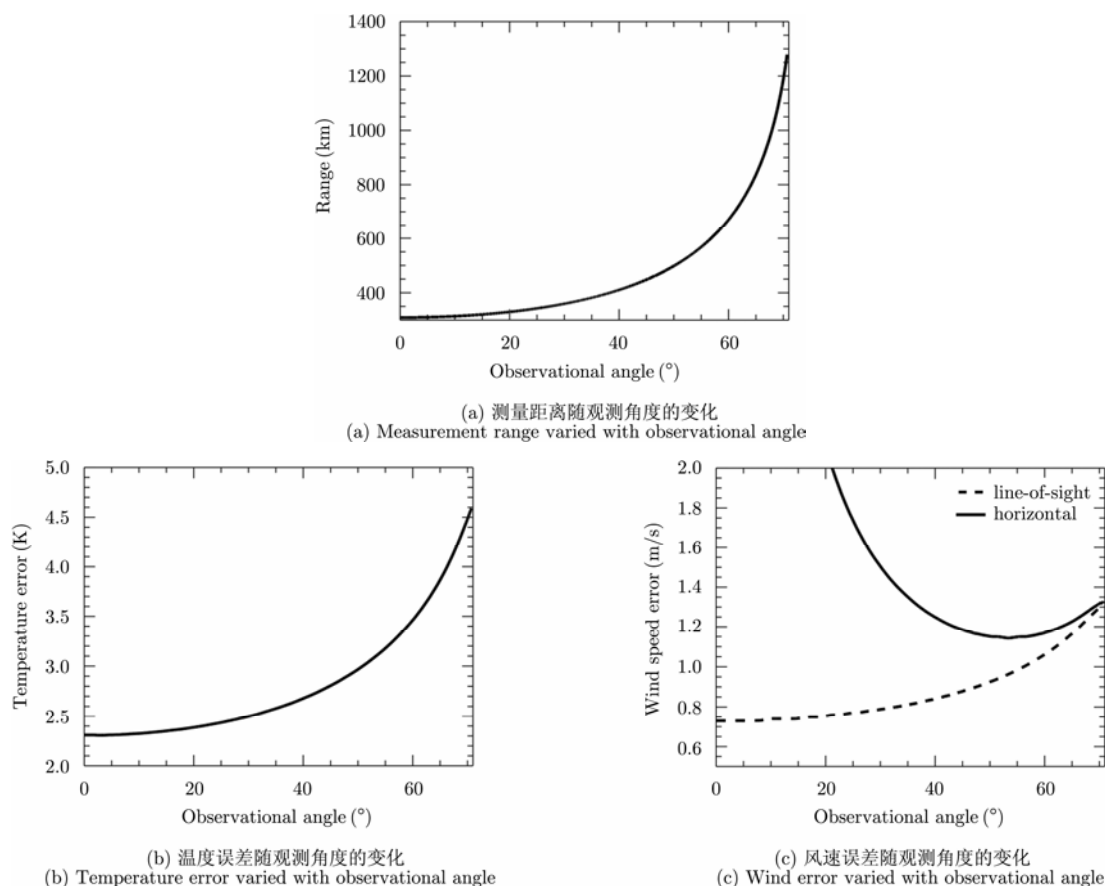 1400
1200
1000
800
600
400
Range (km)
0 20 40 60
Observational angle (°)
(a) 测量距离随观测角度的变化
(a) Measurement range varied with observational angle
5.0
4.5
4.0
3.5
3.0
2.5
2.0
Temperature error (K)
0 20 40 60
Observational angle (°)
(b) 温度误差随观测角度的变化
(b) Temperature error varied with observational angle
2.0
1.8
1.6
1.4
1.2
1.0
0.8
0.6
Wind speed error (m/s)
line-of-sight
horizontal
0 20 40 60
Observational angle (°)
(c) 风速误差随观测角度的变化
(c) Wind error varied with observational angle